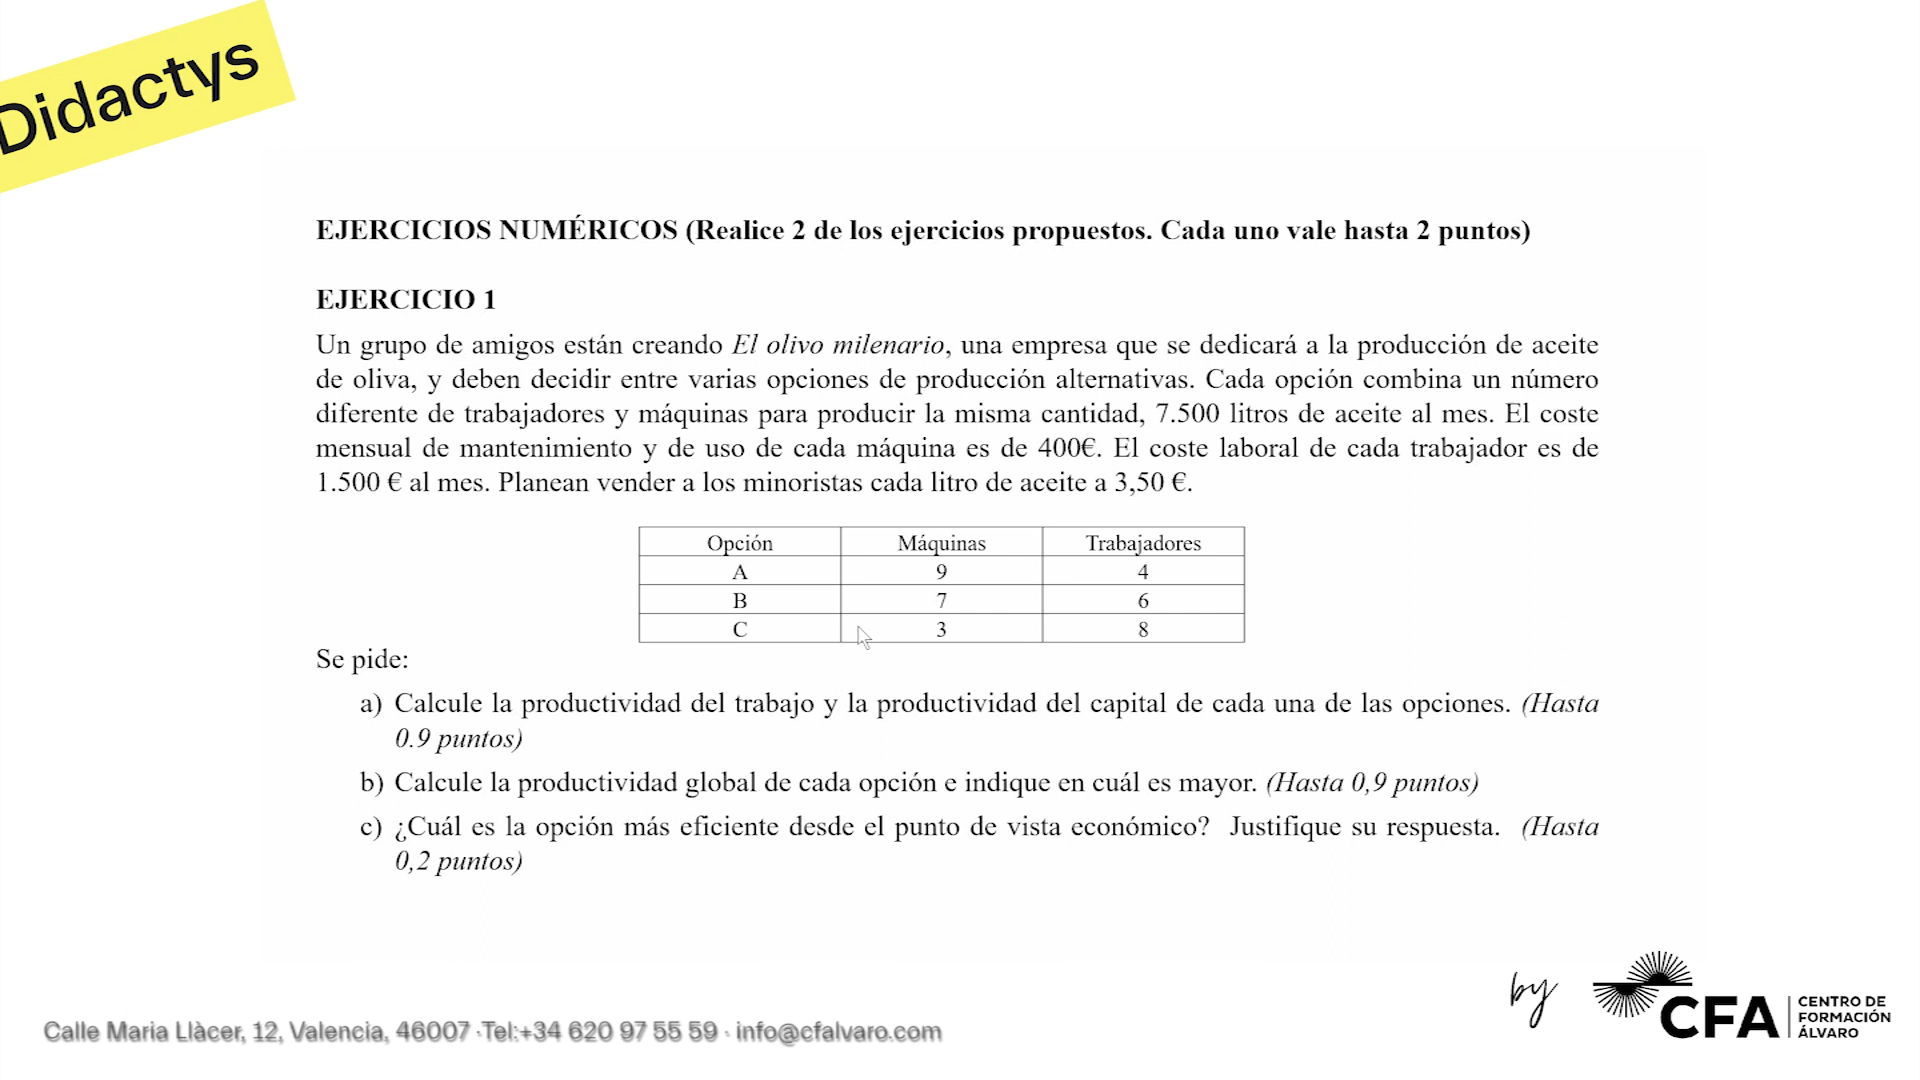 Didactys
EJERCICIOS NUMÉRICOS (Realice 2 de los ejercicios propuestos. Cada uno vale hasta 2 puntos)
EJERCICIO 1
Un grupo de amigos están creando El olivo milenario, una empresa que se dedicará a la producción de aceite
de oliva, y deben decidir entre varias opciones de producción alternativas. Cada opción combina un número
diferente de trabajadores y máquinas para producir la misma cantidad, 7.500 litros de aceite al mes. El coste
mensual de mantenimiento y de uso de cada máquina es de 400€. El coste laboral de cada trabajador es de
1.500 € al mes. Planean vender a los minoristas cada litro de aceite a 3,50 €.
Opción Máquinas Trabajadores
A 9 4
B 7 6
C 3 8
Se pide:
a) Calcule la productividad del trabajo y la productividad del capital de cada una de las opciones. (Hasta
0.9 puntos)
b) Calcule la productividad global de cada opción e indique en cuál es mayor. (Hasta 0,9 puntos)
c) ¿Cuál es la opción más eficiente desde el punto de vista económico? Justifique su respuesta. (Hasta
0,2 puntos)
by
CFA
CENTRO DE
FORMACIÓN
ÁLVARO
Calle Maria Llàcer, 12, Valencia, 46007 · Tel:+34 620 97 55 59 · info@cfalvaro.com